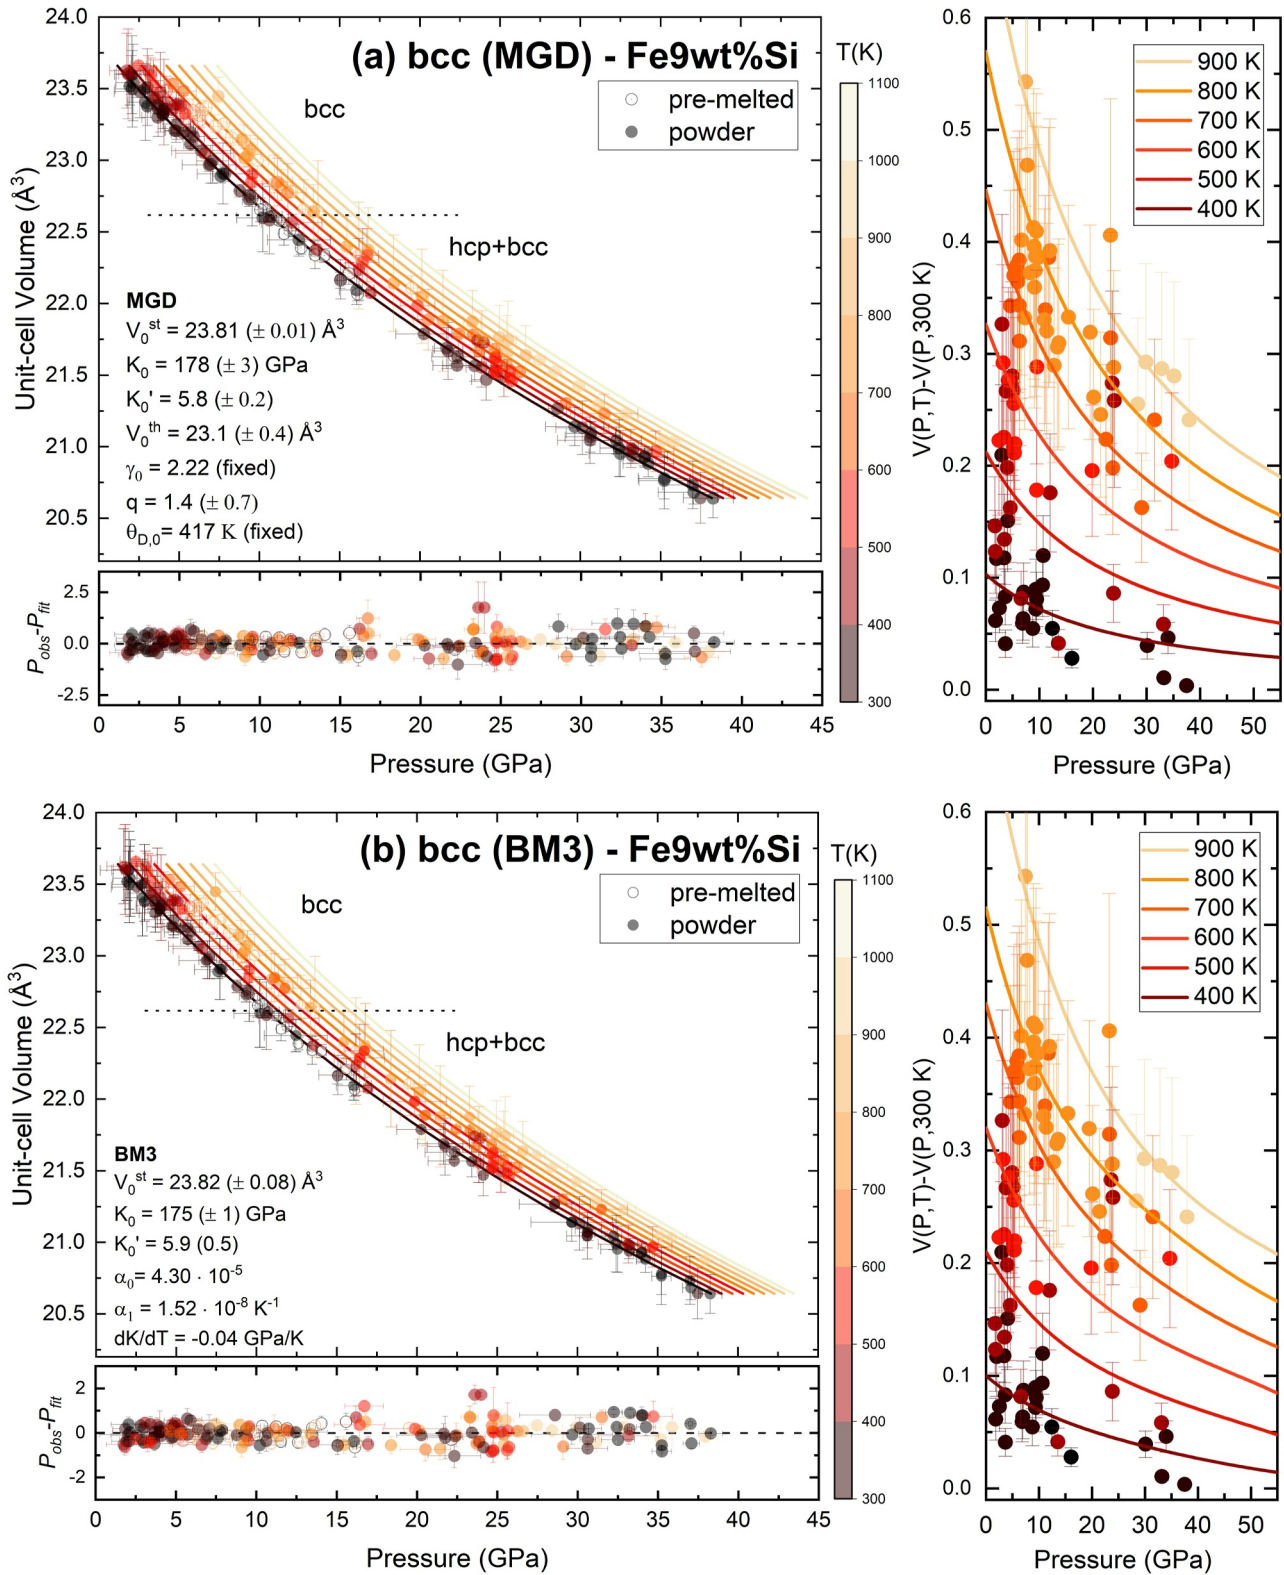 (a) bcc (MGD) - Fe9wt%Si
pre-melted
powder
bcc
hcp+bcc
MGD
V₀ˢᵗ = 23.81 (± 0.01) Å³
K₀ = 178 (± 3) GPa
K₀' = 5.8 (± 0.2)
V₀ᵗʰ = 23.1 (± 0.4) Å³
γ₀ = 2.22 (fixed)
q = 1.4 (± 0.7)
θD,0= 417 K (fixed)
Unit-cell Volume (Å³)
24.0
23.5
23.0
22.5
22.0
21.5
21.0
20.5
Pobs-Pfit
2.5
0.0
-2.5
0 5 10 15 20 25 30 35 40 45
Pressure (GPa)
T(K)
1100
1000
900
800
700
600
500
400
300
V(P,T)-V(P,300 K)
0.6
0.5
0.4
0.3
0.2
0.1
0.0
900 K
800 K
700 K
600 K
500 K
400 K
0 10 20 30 40 50
Pressure (GPa)
(b) bcc (BM3) - Fe9wt%Si
pre-melted
powder
bcc
hcp+bcc
BM3
V₀ˢᵗ = 23.82 (± 0.08) Å³
K₀ = 175 (± 1) GPa
K₀' = 5.9 (0.5)
α₀= 4.30 · 10⁻⁵
α₁ = 1.52 · 10⁻⁸ K⁻¹
dK/dT = -0.04 GPa/K
Unit-cell Volume (Å³)
24.0
23.5
23.0
22.5
22.0
21.5
21.0
20.5
Pobs-Pfit
2
0
-2
0 5 10 15 20 25 30 35 40 45
Pressure (GPa)
T(K)
1100
1000
900
800
700
600
500
400
300
V(P,T)-V(P,300 K)
0.6
0.5
0.4
0.3
0.2
0.1
0.0
900 K
800 K
700 K
600 K
500 K
400 K
0 10 20 30 40 50
Pressure (GPa)